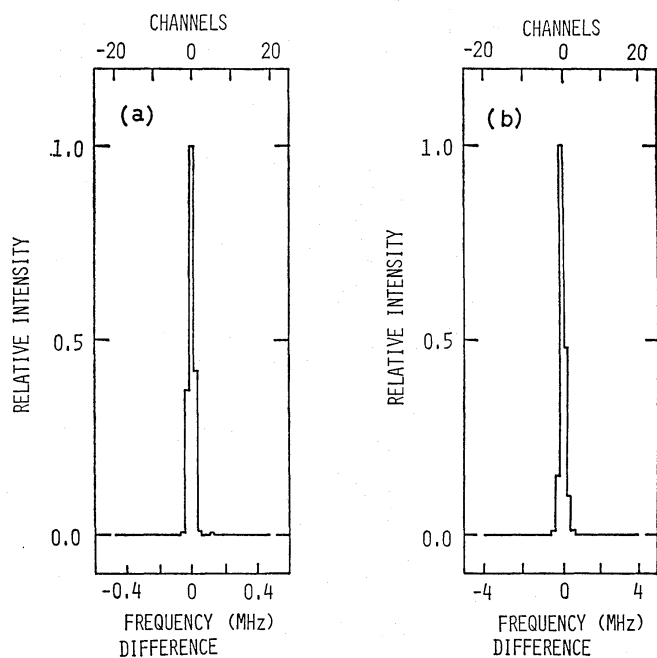 CHANNELS
-20 0 20
(a)
1.0
0.5
0.0
RELATIVE INTENSITY
-0.4 0 0.4
FREQUENCY (MHz)
DIFFERENCE
CHANNELS
-20 0 20
(b)
1.0
0.5
0.0
RELATIVE INTENSITY
-4 0 4
FREQUENCY (MHz)
DIFFERENCE